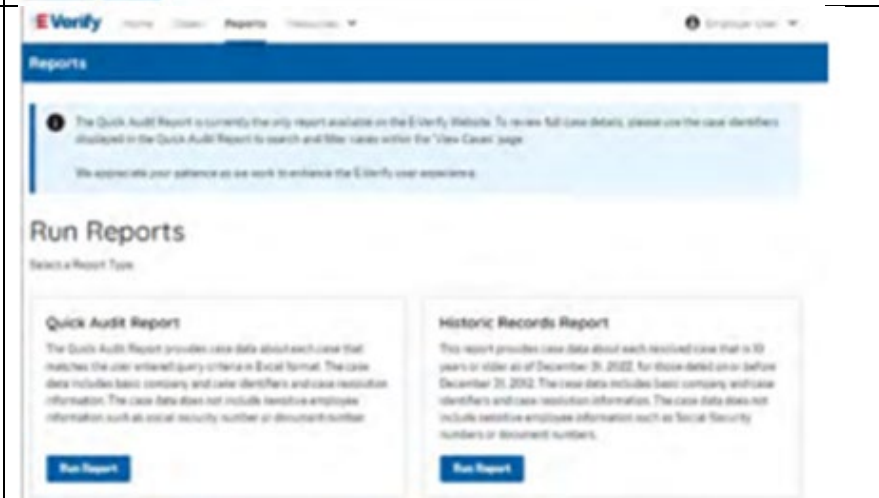 E-Verify Home Cases Reports Resources Employer User
Reports
The Quick Audit Report is currently the only report available on the E-Verify Website. To review full case details, please use the case identifiers
displayed in the Quick Audit Report to search and filter cases within the 'View Cases' page.
We appreciate your patience as we work to enhance the E-Verify user experience.
Run Reports
Select a Report Type
Quick Audit Report
Historic Records Report
The Quick Audit Report provides case data about each case that
matches the user entered query criteria in Excel format. The case
data includes basic company and case identifiers and case resolution
information. The case data does not include sensitive employee
information such as social security number or document number.
Run Report
This report provides case data about each resolved case that is 10
years or older as of December 31, 2022, for those dated on or before
December 31, 2012. The case data includes basic company and case
identifiers and case resolution information. The case data does not
include sensitive employee information such as Social Security
numbers or document numbers.
Run Report